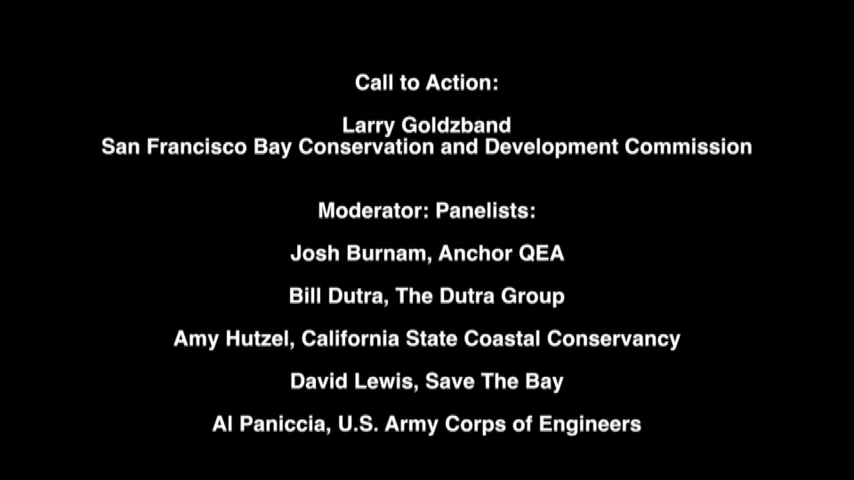 Call to Action:
Larry Goldzband
San Francisco Bay Conservation and Development Commission
Moderator: Panelists:
Josh Burnam, Anchor QEA
Bill Dutra, The Dutra Group
Amy Hutzel, California State Coastal Conservancy
David Lewis, Save The Bay
Al Paniccia, U.S. Army Corps of Engineers